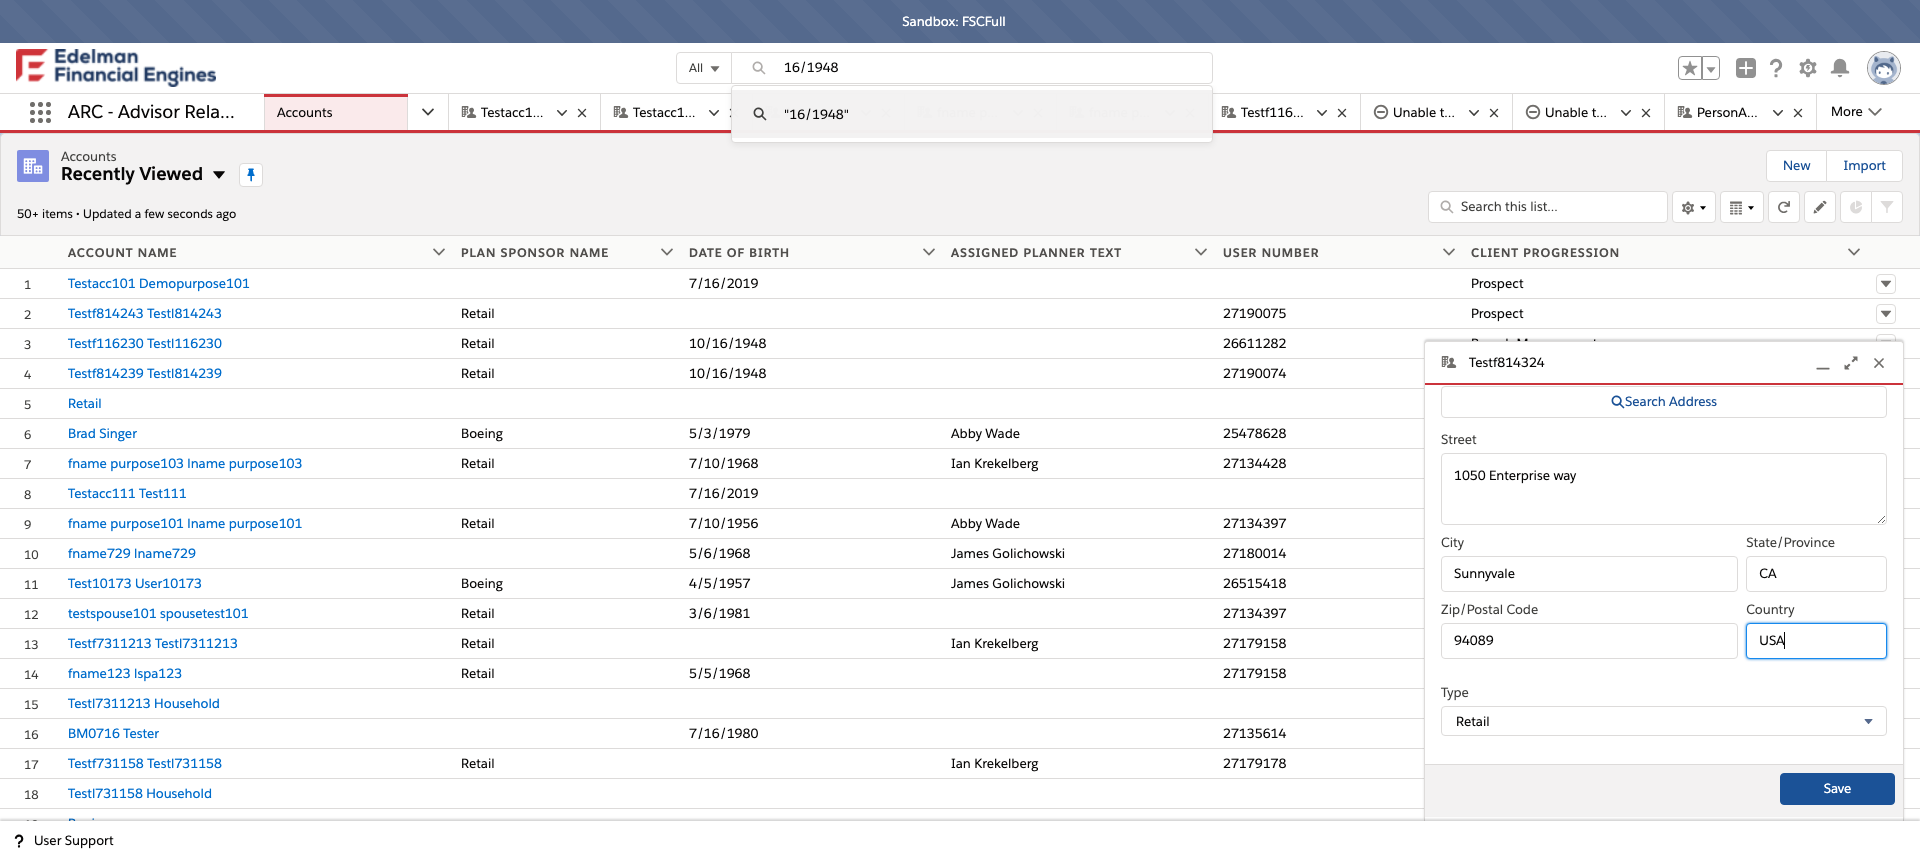 Sandbox: FSCFull
Edelman
Financial Engines
All
16/1948
"16/1948"
ARC - Advisor Rela...
Accounts
Testacc1...
Testacc1...
Testf116...
Unable t...
Unable t...
PersonA...
More
Accounts
Recently Viewed
New
Import
50+ items • Updated a few seconds ago
Search this list...
ACCOUNT NAME PLAN SPONSOR NAME DATE OF BIRTH ASSIGNED PLANNER TEXT USER NUMBER CLIENT PROGRESSION
1 Testacc101 Demopurpose101 7/16/2019 Prospect
2 Testf814243 Testl814243 Retail 27190075 Prospect
3 Testf116230 Testl116230 Retail 10/16/1948 26611282
4 Testf814239 Testl814239 Retail 10/16/1948 27190074
5 Retail
6 Brad Singer Boeing 5/3/1979 Abby Wade 25478628
7 fname purpose103 lname purpose103 Retail 7/10/1968 Ian Krekelberg 27134428
8 Testacc111 Test111 7/16/2019
9 fname purpose101 lname purpose101 Retail 7/10/1956 Abby Wade 27134397
10 fname729 lname729 5/6/1968 James Golichowski 27180014
11 Test10173 User10173 Boeing 4/5/1957 James Golichowski 26515418
12 testspouse101 spousetest101 Retail 3/6/1981 27134397
13 Testf7311213 Testl7311213 Retail Ian Krekelberg 27179158
14 fname123 lspa123 Retail 5/5/1968 27179158
15 Testl7311213 Household
16 BM0716 Tester 7/16/1980 27135614
17 Testf731158 Testl731158 Retail Ian Krekelberg 27179178
18 Testl731158 Household
Testf814324
Search Address
Street
1050 Enterprise way
City
State/Province
Sunnyvale
CA
Zip/Postal Code
Country
94089
USA
Type
Retail
Save
? User Support